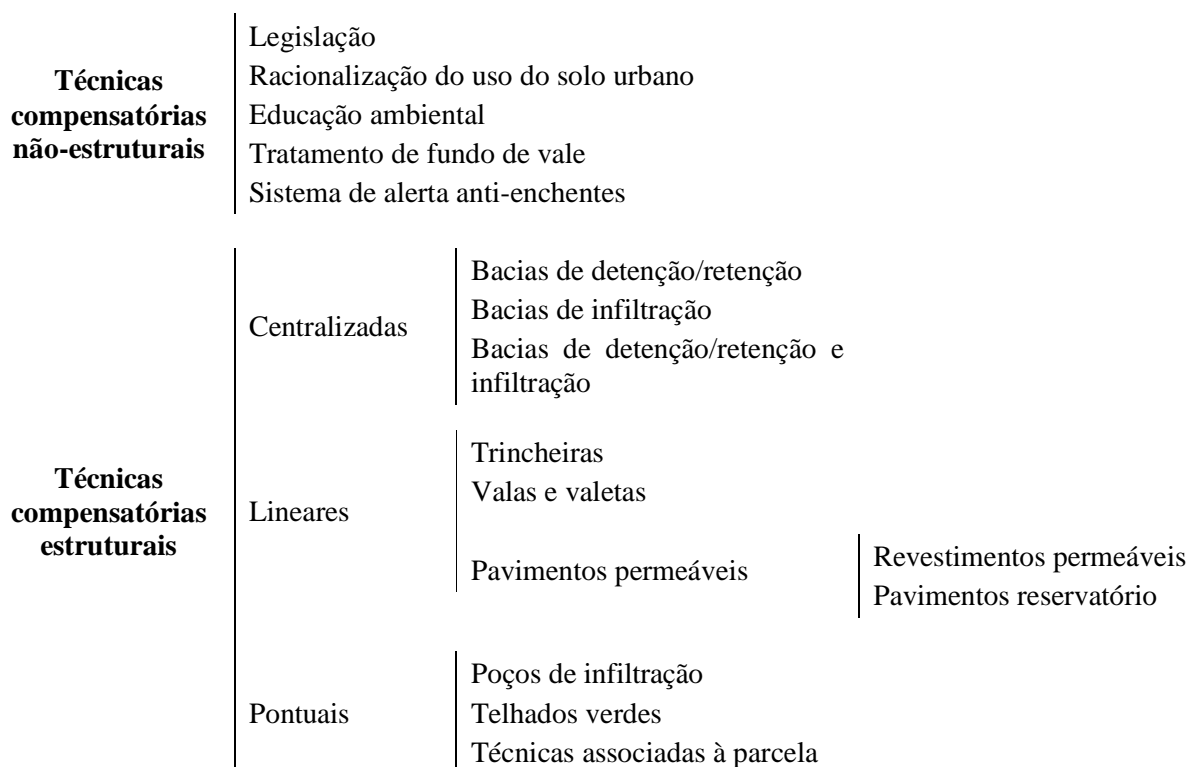 Técnicas
compensatórias
não-estruturais
Legislação
Racionalização do uso do solo urbano
Educação ambiental
Tratamento de fundo de vale
Sistema de alerta anti-enchentes
Técnicas
compensatórias
estruturais
Centralizadas
Bacias de detenção/retenção
Bacias de infiltração
Bacias de detenção/retenção e
infiltração
Lineares
Trincheiras
Valas e valetas
Pavimentos permeáveis
Revestimentos permeáveis
Pavimentos reservatório
Pontuais
Poços de infiltração
Telhados verdes
Técnicas associadas à parcela